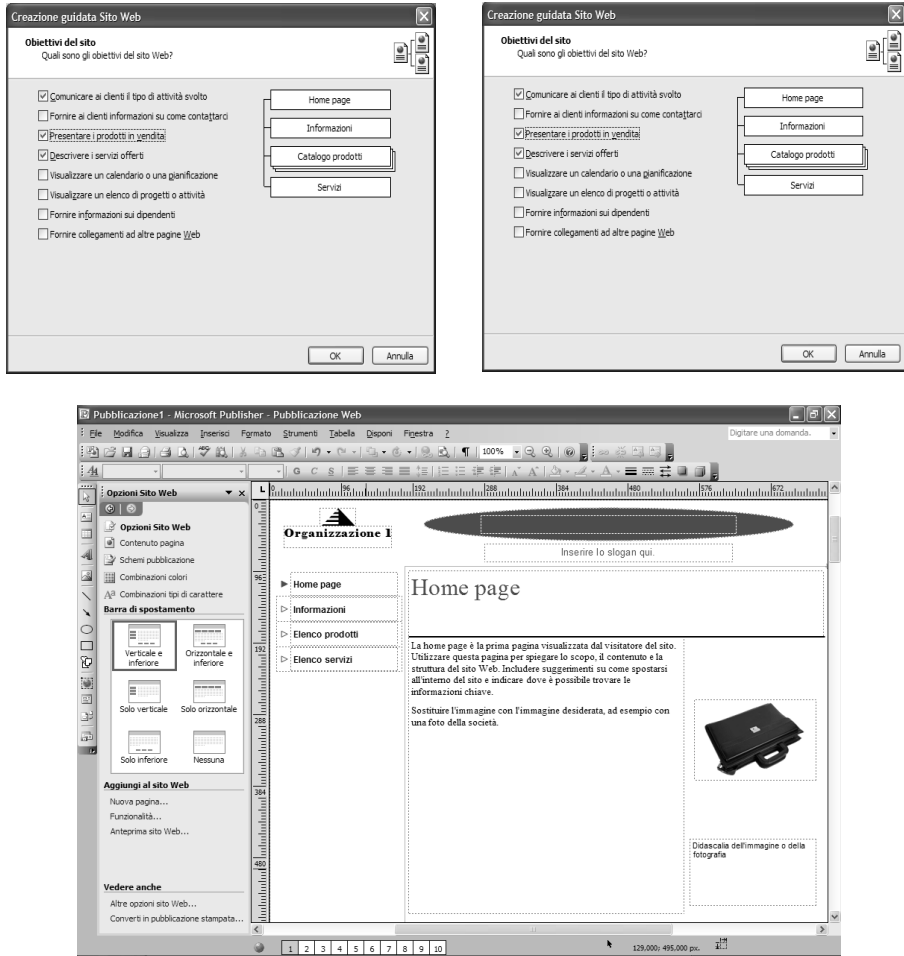 Creazione guidata Sito Web
Obiettivi del sito
Quali sono gli obiettivi del sito Web?
Comunicare ai clienti il tipo di attività svolto
Fornire ai clienti informazioni su come contattarci
Presentare i prodotti in vendita
Descrivere i servizi offerti
Visualizzare un calendario o una pianificazione
Visualizzare un elenco di progetti o attività
Fornire informazioni sui dipendenti
Fornire collegamenti ad altre pagine Web
Home page
Informazioni
Catalogo prodotti
Servizi
OK
Annulla
Creazione guidata Sito Web
Obiettivi del sito
Quali sono gli obiettivi del sito Web?
Comunicare ai clienti il tipo di attività svolto
Fornire ai clienti informazioni su come contattarci
Presentare i prodotti in vendita
Descrivere i servizi offerti
Visualizzare un calendario o una pianificazione
Visualizzare un elenco di progetti o attività
Fornire informazioni sui dipendenti
Fornire collegamenti ad altre pagine Web
Home page
Informazioni
Catalogo prodotti
Servizi
OK
Annulla
Pubblicazione1 - Microsoft Publisher - Pubblicazione Web
File Modifica Visualizza Inserisci Formato Strumenti Tabella Disponi Finestra ?
Digitare una domanda.
100%
G C S
Opzioni Sito Web
Opzioni Sito Web
Contenuto pagina
Schemi pubblicazione
Combinazioni colori
Combinazioni tipi di carattere
Barra di spostamento
Verticale e inferiore
Orizzontale e inferiore
Solo verticale
Solo orizzontale
Solo inferiore
Nessuna
Aggiungi al sito Web
Nuova pagina...
Funzionalità...
Anteprima sito Web...
Vedere anche
Altre opzioni sito Web...
Converti in pubblicazione stampata...
0 96 192 288 384 480 576 672
0
96
192
288
384
480
Organizzazione 1
Inserire lo slogan qui.
Home page
Informazioni
Elenco prodotti
Elenco servizi
Home page
La home page è la prima pagina visualizzata dal visitatore del sito.
Utilizzare questa pagina per spiegare lo scopo, il contenuto e la
struttura del sito Web. Includere suggerimenti su come spostarsi
all'interno del sito e indicare dove è possibile trovare le
informazioni chiave.
Sostituire l'immagine con l'immagine desiderata, ad esempio con
una foto della società.
Didascalia dell'immagine o della
fotografia
1 2 3 4 5 6 7 8 9 10
129,000; 495,000 px.